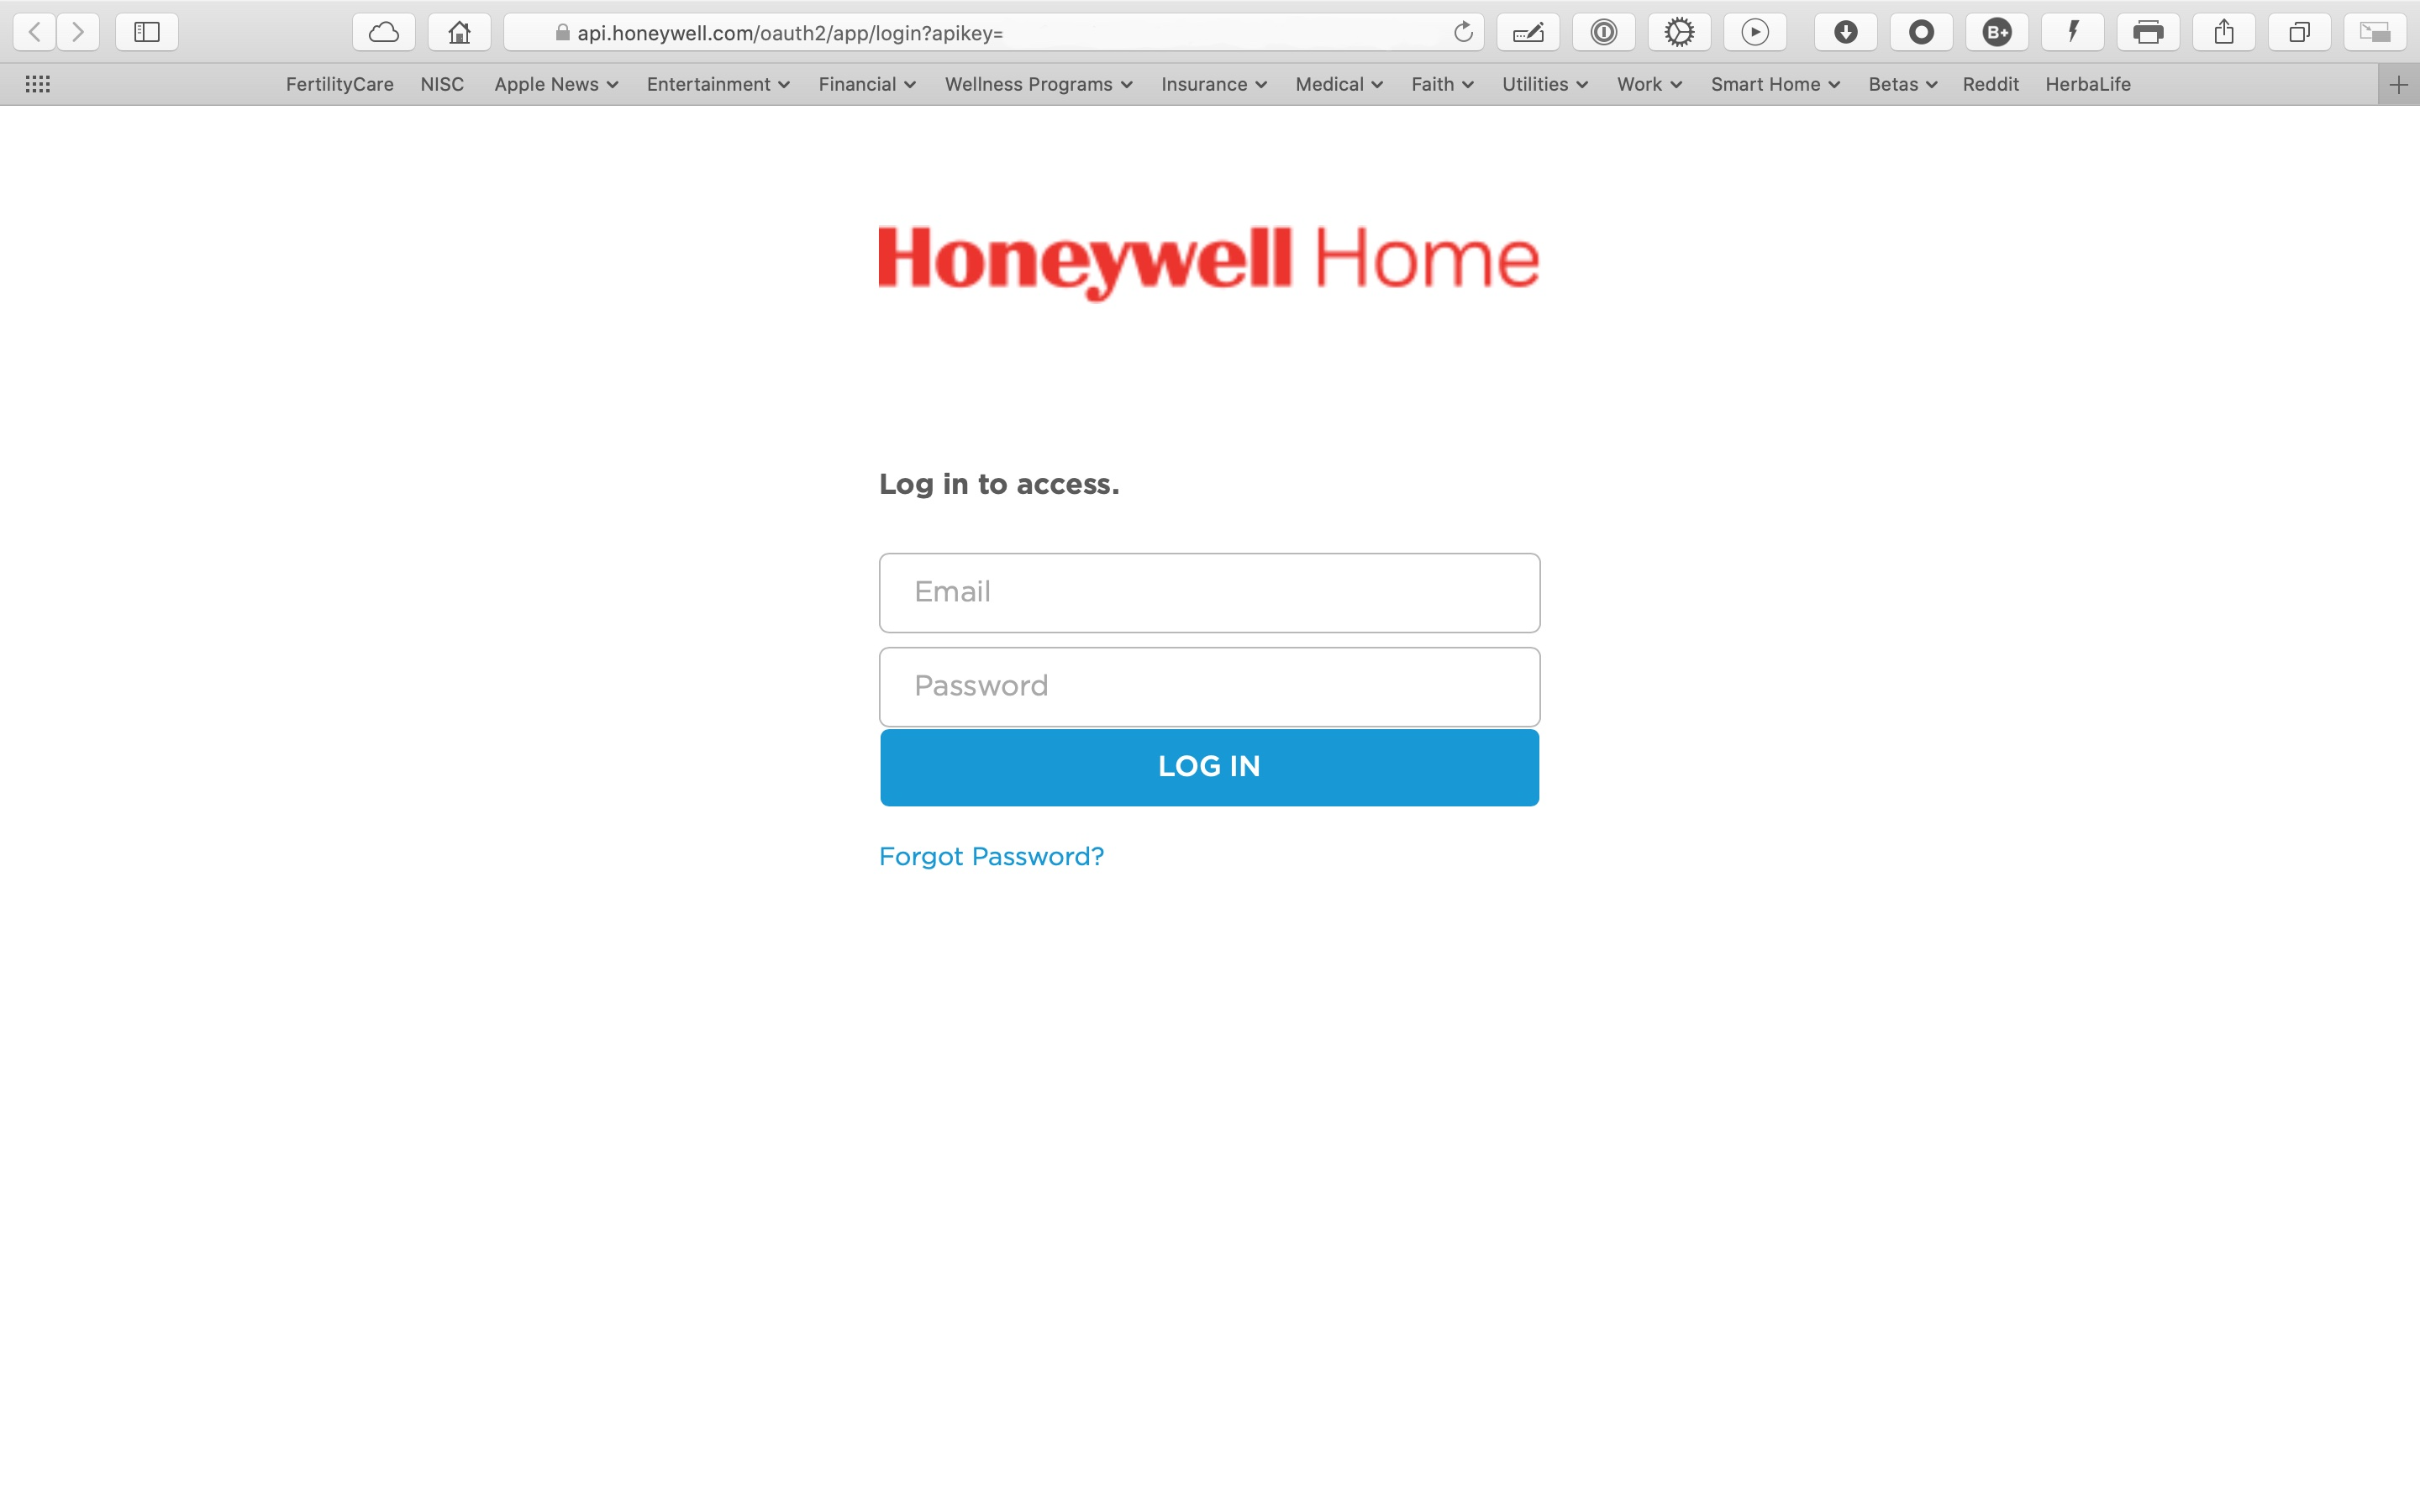 api.honeywell.com/oauth2/app/login?apikey=
B+
FertilityCare NISC Apple News Entertainment Financial Wellness Programs Insurance Medical Faith Utilities Work Smart Home Betas Reddit HerbaLife
Honeywell Home
Log in to access.
Email
Password
LOG IN
Forgot Password?